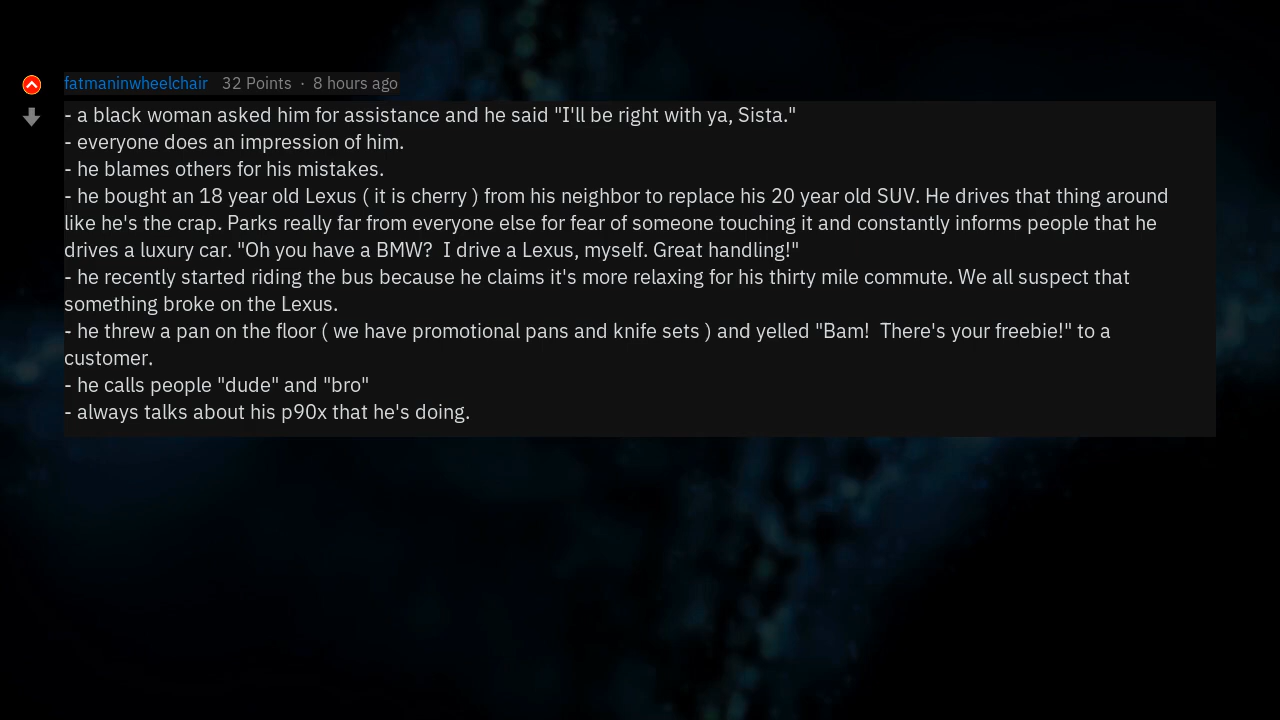 fatmaninwheelchair 32 Points · 8 hours ago
- a black woman asked him for assistance and he said "I'll be right with ya, Sista."
- everyone does an impression of him.
- he blames others for his mistakes.
- he bought an 18 year old Lexus ( it is cherry ) from his neighbor to replace his 20 year old SUV. He drives that thing around
like he's the crap. Parks really far from everyone else for fear of someone touching it and constantly informs people that he
drives a luxury car. "Oh you have a BMW?  I drive a Lexus, myself. Great handling!"
- he recently started riding the bus because he claims it's more relaxing for his thirty mile commute. We all suspect that
something broke on the Lexus.
- he threw a pan on the floor ( we have promotional pans and knife sets ) and yelled "Bam!  There's your freebie!" to a
customer.
- he calls people "dude" and "bro"
- always talks about his p90x that he's doing.